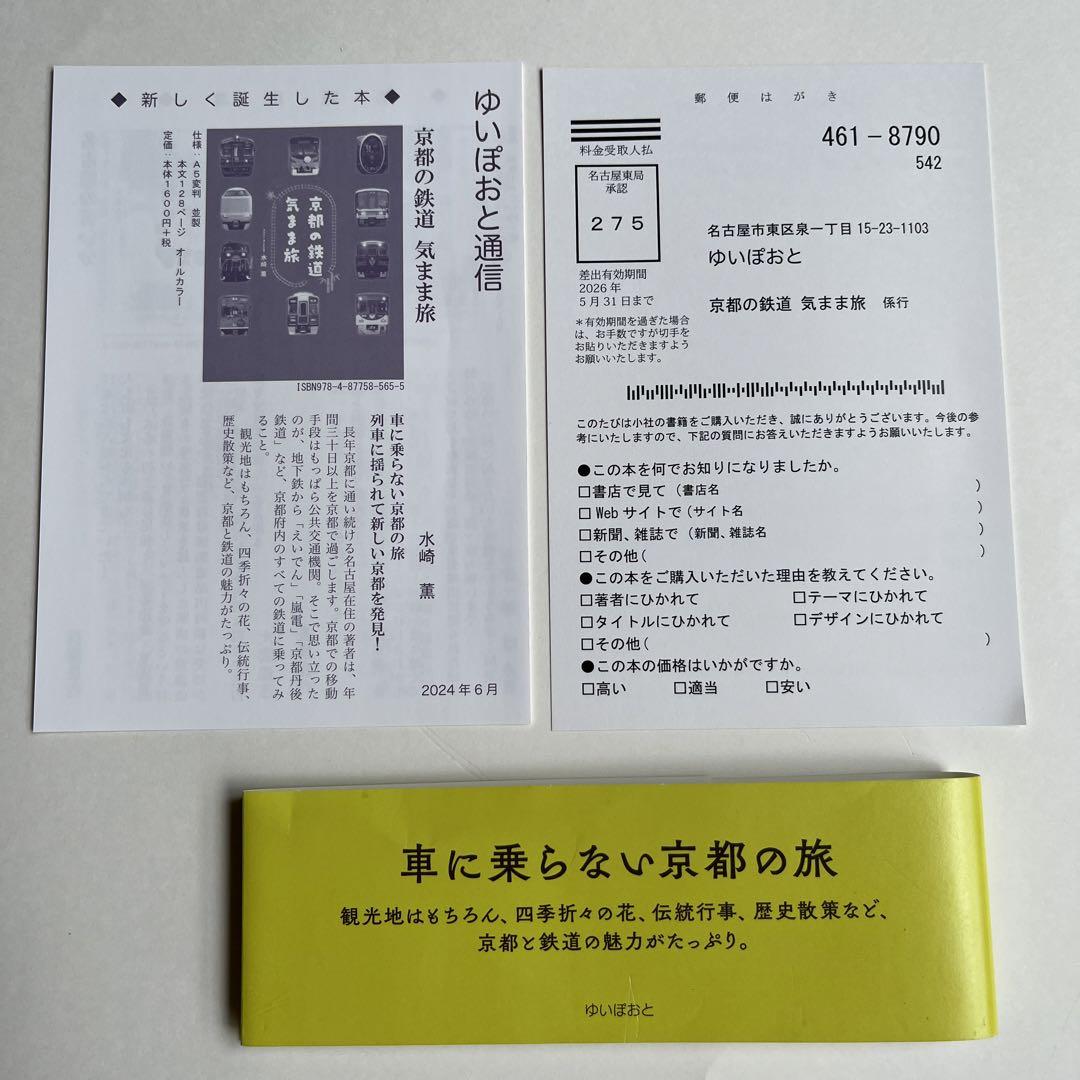 ◆新しく誕生した本◆
ゆいぽおと通信
京都の鉄道 気まま旅
水崎 薫
仕様：A5変判 並製
本文128ページ オールカラー
定価：本体1600円＋税
京都の鉄道
気まま旅
水崎 薫
ISBN978-4-87758-565-5
車に乗らない京都の旅
列車に揺られて新しい京都を発見！
長年京都に通い続ける名古屋在住の著者は、年
間三十日以上を京都で過ごします。京都での移動
手段はもっぱら公共交通機関。そこで思い立った
のが、地下鉄から「えいでん」「嵐電」「京都丹後
鉄道」など、京都府内のすべての鉄道に乗ってみ
ること。
観光地はもちろん、四季折々の花、伝統行事、
歴史散策など、京都と鉄道の魅力がたっぷり。
2024年6月
郵便はがき
料金受取人払
名古屋東局
承認
275
差出有効期間
2026年
5月31日まで
＊有効期間を過ぎた場合
は、お手数ですが切手を
お貼りいただきますよう
お願いいたします。
461－8790
542
名古屋市東区泉一丁目15-23-1103
ゆいぽおと
京都の鉄道 気まま旅 係行
このたびは小社の書籍をご購入いただき、誠にありがとうございます。今後の参
考にいたしますので、下記の質問にお答えいただきますようお願いいたします。
●この本を何でお知りになりましたか。
□書店で見て（書店名 ）
□Webサイトで（サイト名 ）
□新聞、雑誌で（新聞、雑誌名 ）
□その他( )
●この本をご購入いただいた理由を教えてください。
□著者にひかれて □テーマにひかれて
□タイトルにひかれて □デザインにひかれて
□その他( )
●この本の価格はいかがですか。
□高い □適当 □安い
車に乗らない京都の旅
観光地はもちろん、四季折々の花、伝統行事、歴史散策など、
京都と鉄道の魅力がたっぷり。
ゆいぽおと